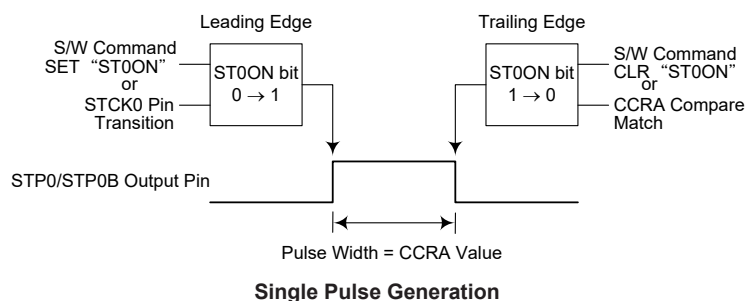 Leading Edge
S/W Command
SET “ST0ON”
or
STCK0 Pin
Transition
ST0ON bit
0 → 1
Trailing Edge
ST0ON bit
1 → 0
S/W Command
CLR “ST0ON”
or
CCRA Compare
Match
STP0/STP0B Output Pin
Pulse Width = CCRA Value
Single Pulse Generation